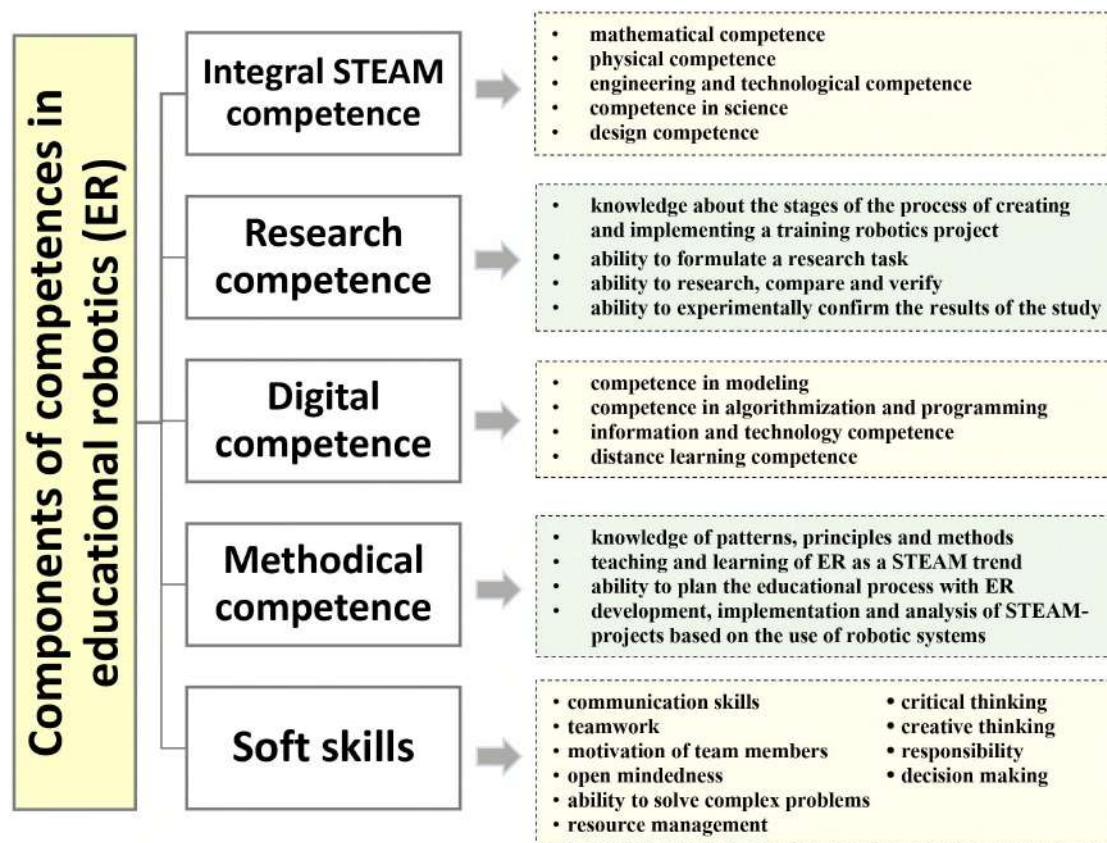 Components of competences in
educational robotics (ER)
Integral STEAM
competence
• mathematical competence
• physical competence
• engineering and technological competence
• competence in science
• design competence
Research
competence
• knowledge about the stages of the process of creating
and implementing a training robotics project
• ability to formulate a research task
• ability to research, compare and verify
• ability to experimentally confirm the results of the study
Digital
competence
• competence in modeling
• competence in algorithmization and programming
• information and technology competence
• distance learning competence
Methodical
competence
• knowledge of patterns, principles and methods
• teaching and learning of ER as a STEAM trend
• ability to plan the educational process with ER
• development, implementation and analysis of STEAM-
projects based on the use of robotic systems
Soft skills
• communication skills
• teamwork
• motivation of team members
• open mindedness
• ability to solve complex problems
• resource management
• critical thinking
• creative thinking
• responsibility
• decision making